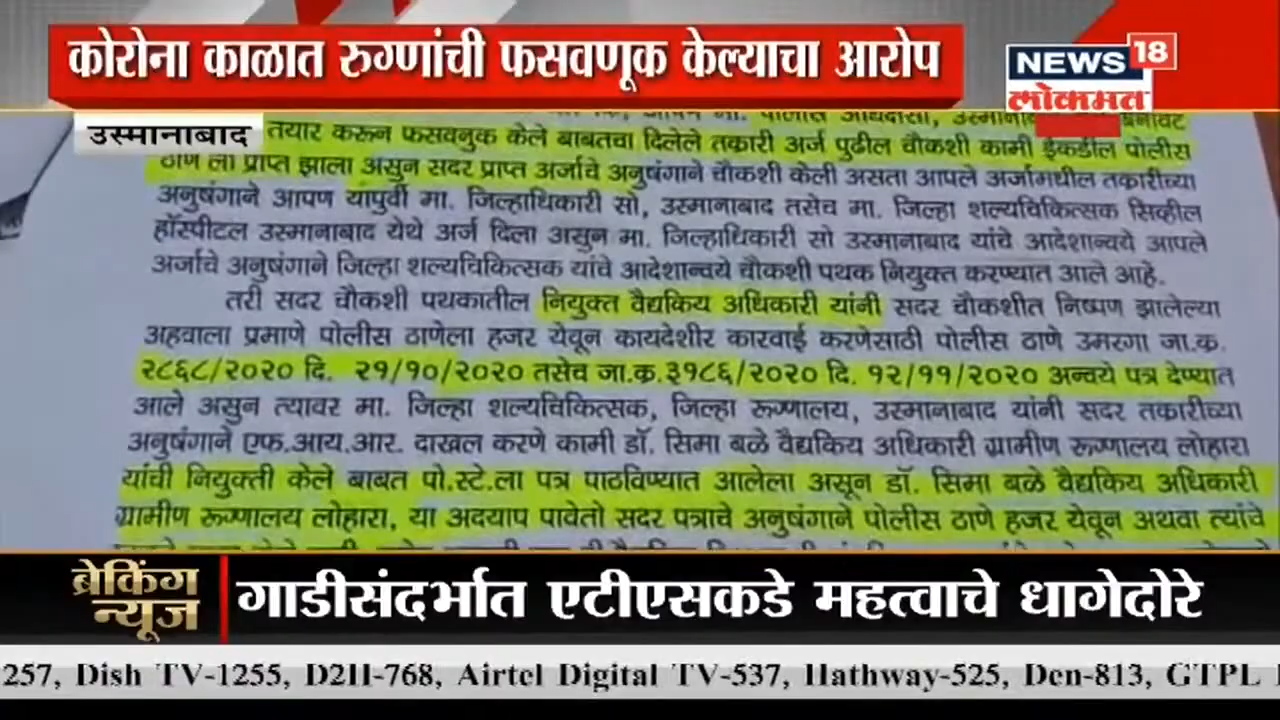 कोरोना काळात रुग्णांची फसवणूक केल्याचा आरोप
NEWS 18
लोकमत
उस्मानाबाद
तयार करून फसवनुक केले बाबतचा दिलेले तक्रारी अर्ज पुढील चौकशी कामी ईकडील पोलीस
ठाणे ला प्राप्त झाला असुन सदर प्राप्त अर्जाचे अनुषंगाने चौकशी केली असता आपले अर्जामधील तक्रारीच्या
अनुषंगाने आपण यांपुर्वी मा. जिल्हाधिकारी सो, उस्मानाबाद तसेच मा. जिल्हा शल्यचिकित्सक सिव्हील
हॉस्पीटल उस्मानाबाद येथे अर्ज दिला असुन मा. जिल्हाधिकारी सो उस्मानाबाद यांचे आदेशान्वये आपले
अर्जाचे अनुषंगाने जिल्हा शल्यचिकित्सक यांचे आदेशान्वये चौकशी पथक नियुक्त करण्यात आले आहे.
तरी सदर चौकशी पथकातील नियुक्त वैद्यकिय अधिकारी यांनी सदर चौकशीत निष्पण झालेल्या
अहवाला प्रमाणे पोलीस ठाणेला हजर येवून कायदेशीर कारवाई करणेसाठी पोलीस ठाणे उमरगा जा.क्र.
२८६८/२०२० दि. २१/१०/२०२० तसेच जा.क्र.३१८६/२०२० दि. १२/११/२०२० अन्वये पत्र देण्यात
आले असुन त्यावर मा. जिल्हा शल्यचिकित्सक, जिल्हा रूग्णालय, उस्मानाबाद यांनी सदर तक्रारीच्या
अनुषंगाने एफ.आय.आर. दाखल करणे कामी डॉ. सिमा बळे वैद्यकिय अधिकारी ग्रामीण रूग्णालय लोहारा
यांची नियुक्ती केले बाबत पो.स्टे.ला पत्र पाठविण्यात आलेला असून डॉ. सिमा बळे वैद्यकिय अधिकारी
ग्रामीण रूग्णालय लोहारा, या अदयाप पावेतो सदर पत्राचे अनुषंगाने पोलीस ठाणे हजर येवून अथवा त्यांचे
ब्रेकिंग न्यूज
गाडीसंदर्भात एटीएसकडे महत्वाचे धागेदोरे
257, Dish TV-1255, D2H-768, Airtel Digital TV-537, Hathway-525, Den-813, GTPL